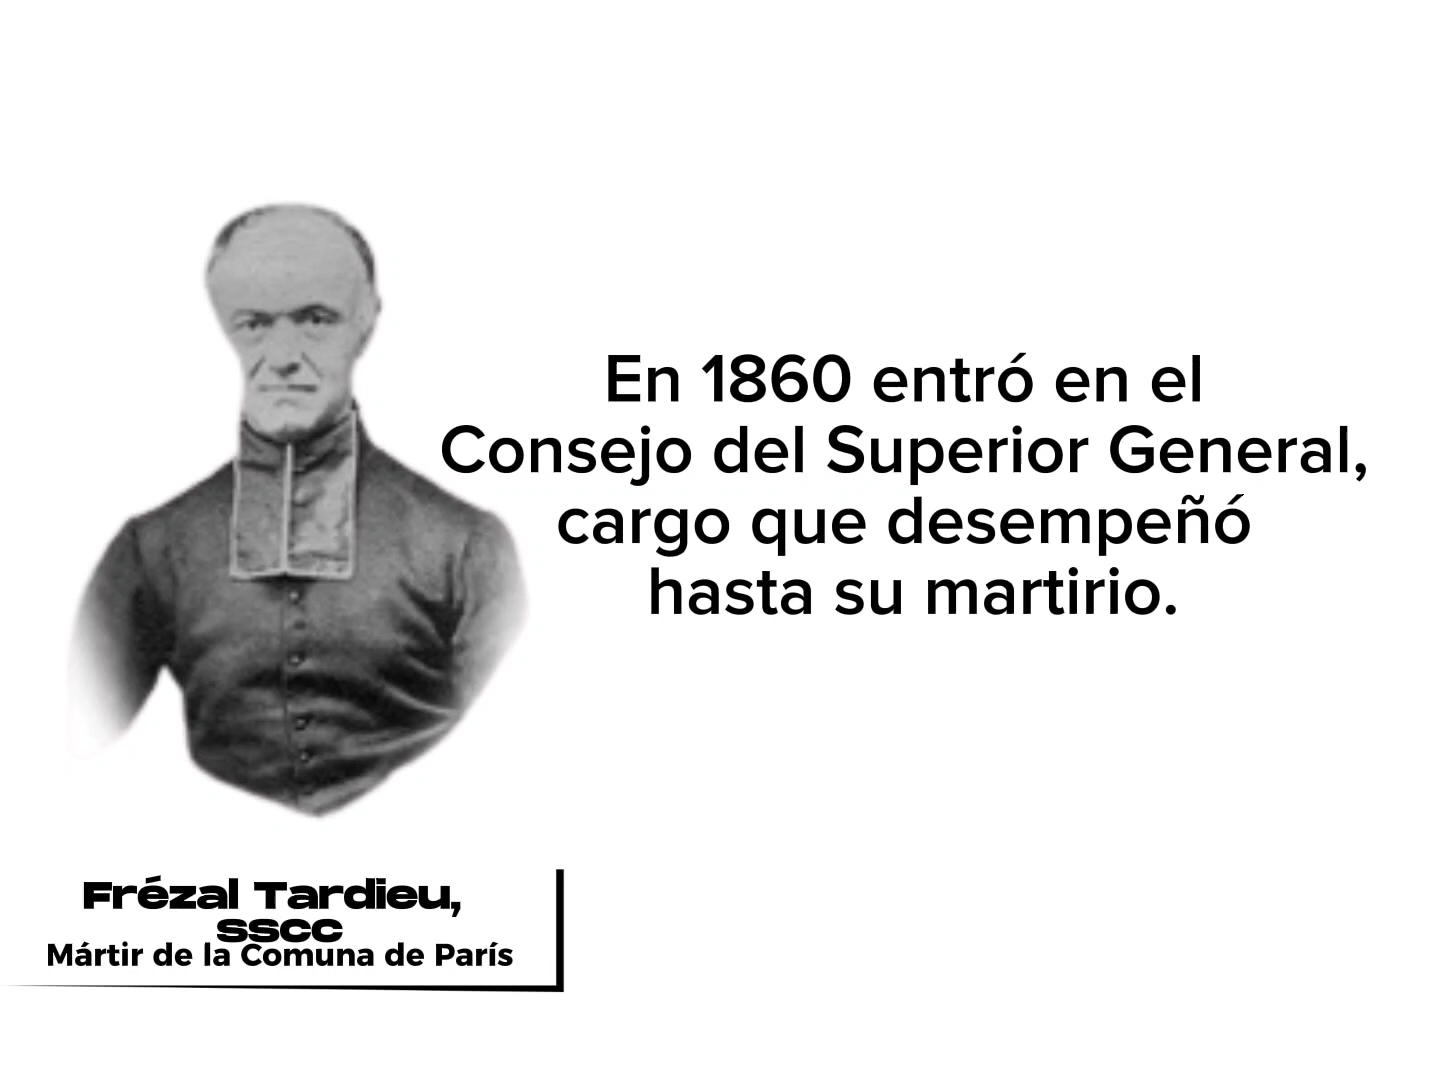 En 1860 entró en el
Consejo del Superior General,
cargo que desempeñó
hasta su martirio.
Frézal Tardieu,
SSCC
Mártir de la Comuna de París